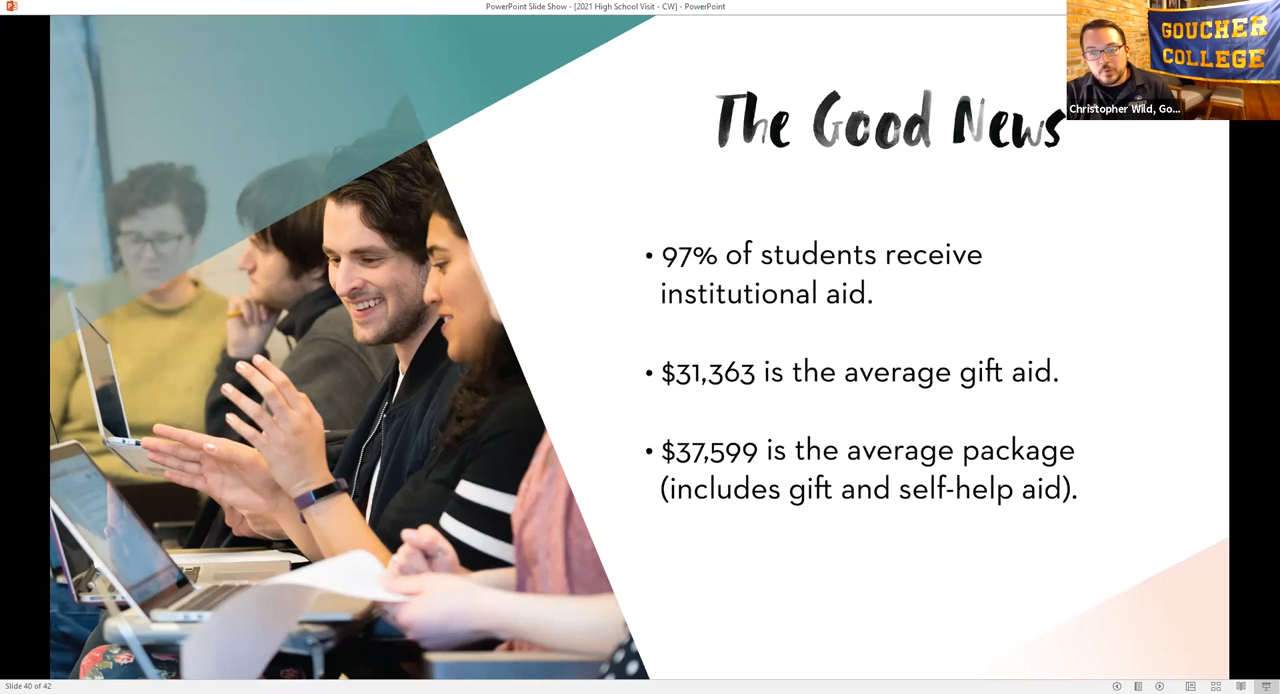 PowerPoint Slide Show - [2021 High School Visit - CW] - PowerPoint
GOUCHER
COLLEGE
Christopher Wild, Go...
The Good News
• 97% of students receive
institutional aid.
• $31,363 is the average gift aid.
• $37,599 is the average package
(includes gift and self-help aid).
Slide 40 of 42